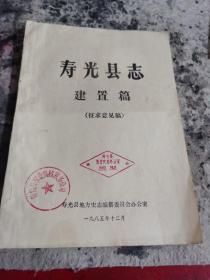 寿光县志
建置篇
（征求意见稿）
寿光县地方史志编纂委员会办公室
一九八五年十二月